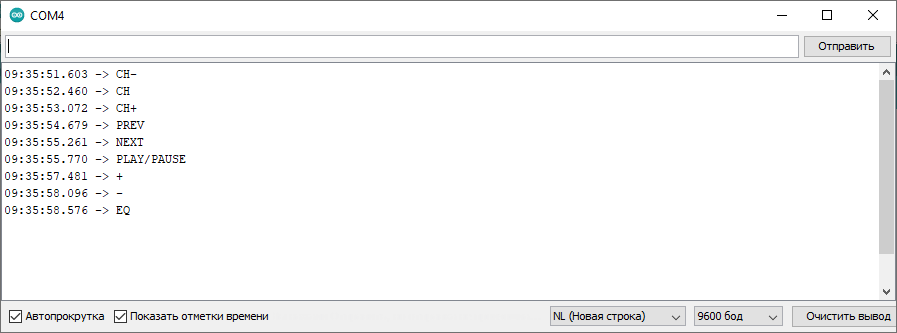 COM4
Отправить
09:35:51.603 -> CH-
09:35:52.460 -> CH
09:35:53.072 -> CH+
09:35:54.679 -> PREV
09:35:55.261 -> NEXT
09:35:55.770 -> PLAY/PAUSE
09:35:57.481 -> +
09:35:58.096 -> -
09:35:58.576 -> EQ
Автопрокрутка Показать отметки времени NL (Новая строка) 9600 бод Очистить вывод